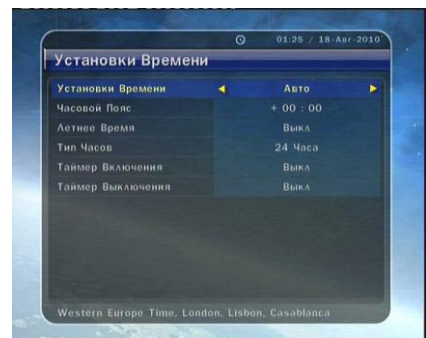 01:25 / 18-Авг-2010
Установки Времени
Установки Времени Авто
Часовой Пояс + 00 : 00
Летнее Время Выкл
Тип Часов 24 Часа
Таймер Включения Выкл
Таймер Выключения Выкл
Western Europe Time, London, Lisbon, Casablanca